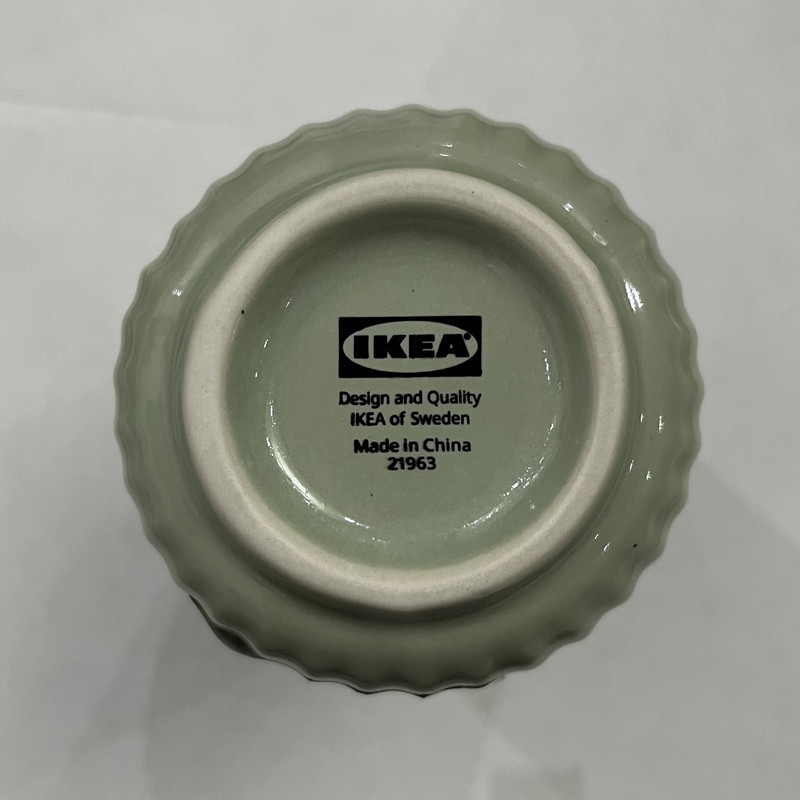 IKEA®
Design and Quality
IKEA of Sweden
Made in China
21963